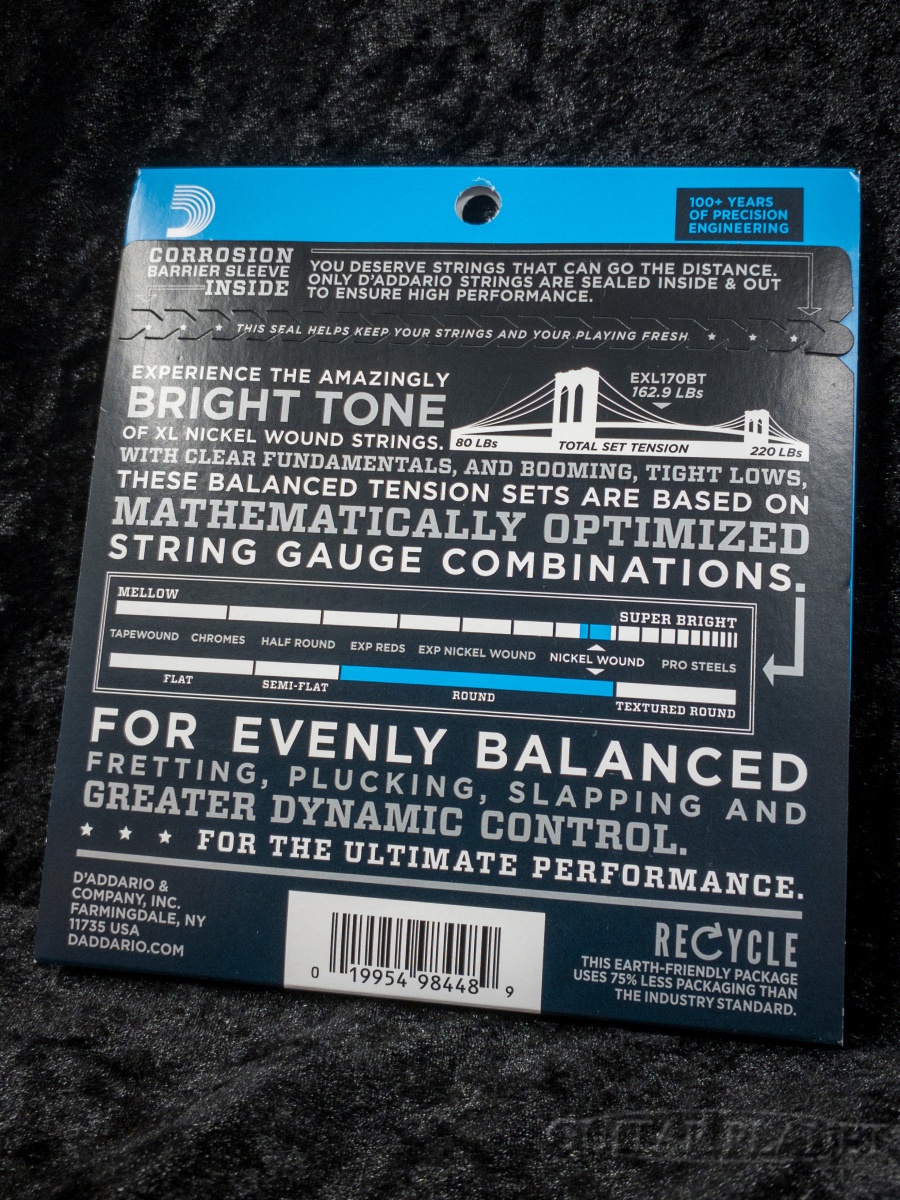 100+ YEARS
OF PRECISION
ENGINEERING
CORROSION
BARRIER SLEEVE
INSIDE
YOU DESERVE STRINGS THAT CAN GO THE DISTANCE.
ONLY D'ADDARIO STRINGS ARE SEALED INSIDE & OUT
TO ENSURE HIGH PERFORMANCE.
THIS SEAL HELPS KEEP YOUR STRINGS AND YOUR PLAYING FRESH
EXPERIENCE THE AMAZINGLY
BRIGHT TONE
OF XL NICKEL WOUND STRINGS.
EXL170BT
162.9 LBs
80 LBs
TOTAL SET TENSION
220 LBs
WITH CLEAR FUNDAMENTALS, AND BOOMING, TIGHT LOWS,
THESE BALANCED TENSION SETS ARE BASED ON
MATHEMATICALLY OPTIMIZED
STRING GAUGE COMBINATIONS.
MELLOW
SUPER BRIGHT
TAPEWOUND CHROMES HALF ROUND EXP REDS EXP NICKEL WOUND NICKEL WOUND PRO STEELS
FLAT SEMI-FLAT ROUND TEXTURED ROUND
FOR EVENLY BALANCED
FRETTING, PLUCKING, SLAPPING AND
GREATER DYNAMIC CONTROL.
FOR THE ULTIMATE PERFORMANCE.
D'ADDARIO &
COMPANY, INC.
FARMINGDALE, NY
11735 USA
DADDARIO.COM
0 19954 98448 9
RECYCLE
THIS EARTH-FRIENDLY PACKAGE
USES 75% LESS PACKAGING THAN
THE INDUSTRY STANDARD.
GUITAR PLANET